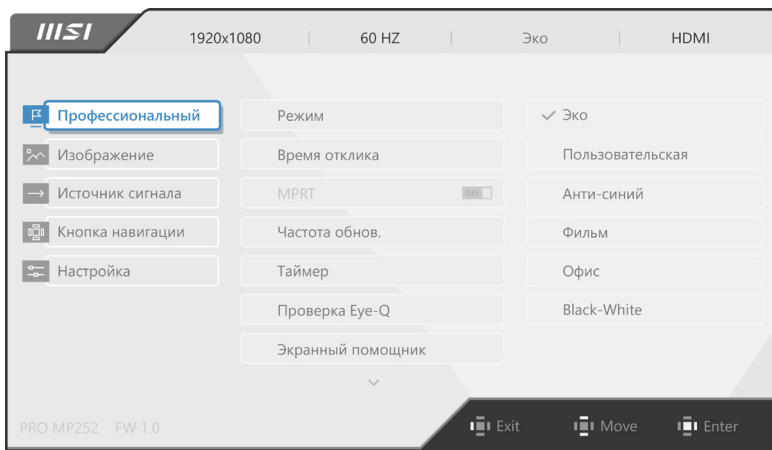 msi 1920x1080 60 HZ Эко HDMI
Профессиональный Режим Эко
Изображение Время отклика Пользовательская
Источник сигнала MPRT OFF Анти-синий
Кнопка навигации Частота обнов. Фильм
Настройка Таймер Офис
Проверка Eye-Q Black-White
Экранный помощник
PRO MP252 FW 1.0 Exit Move Enter